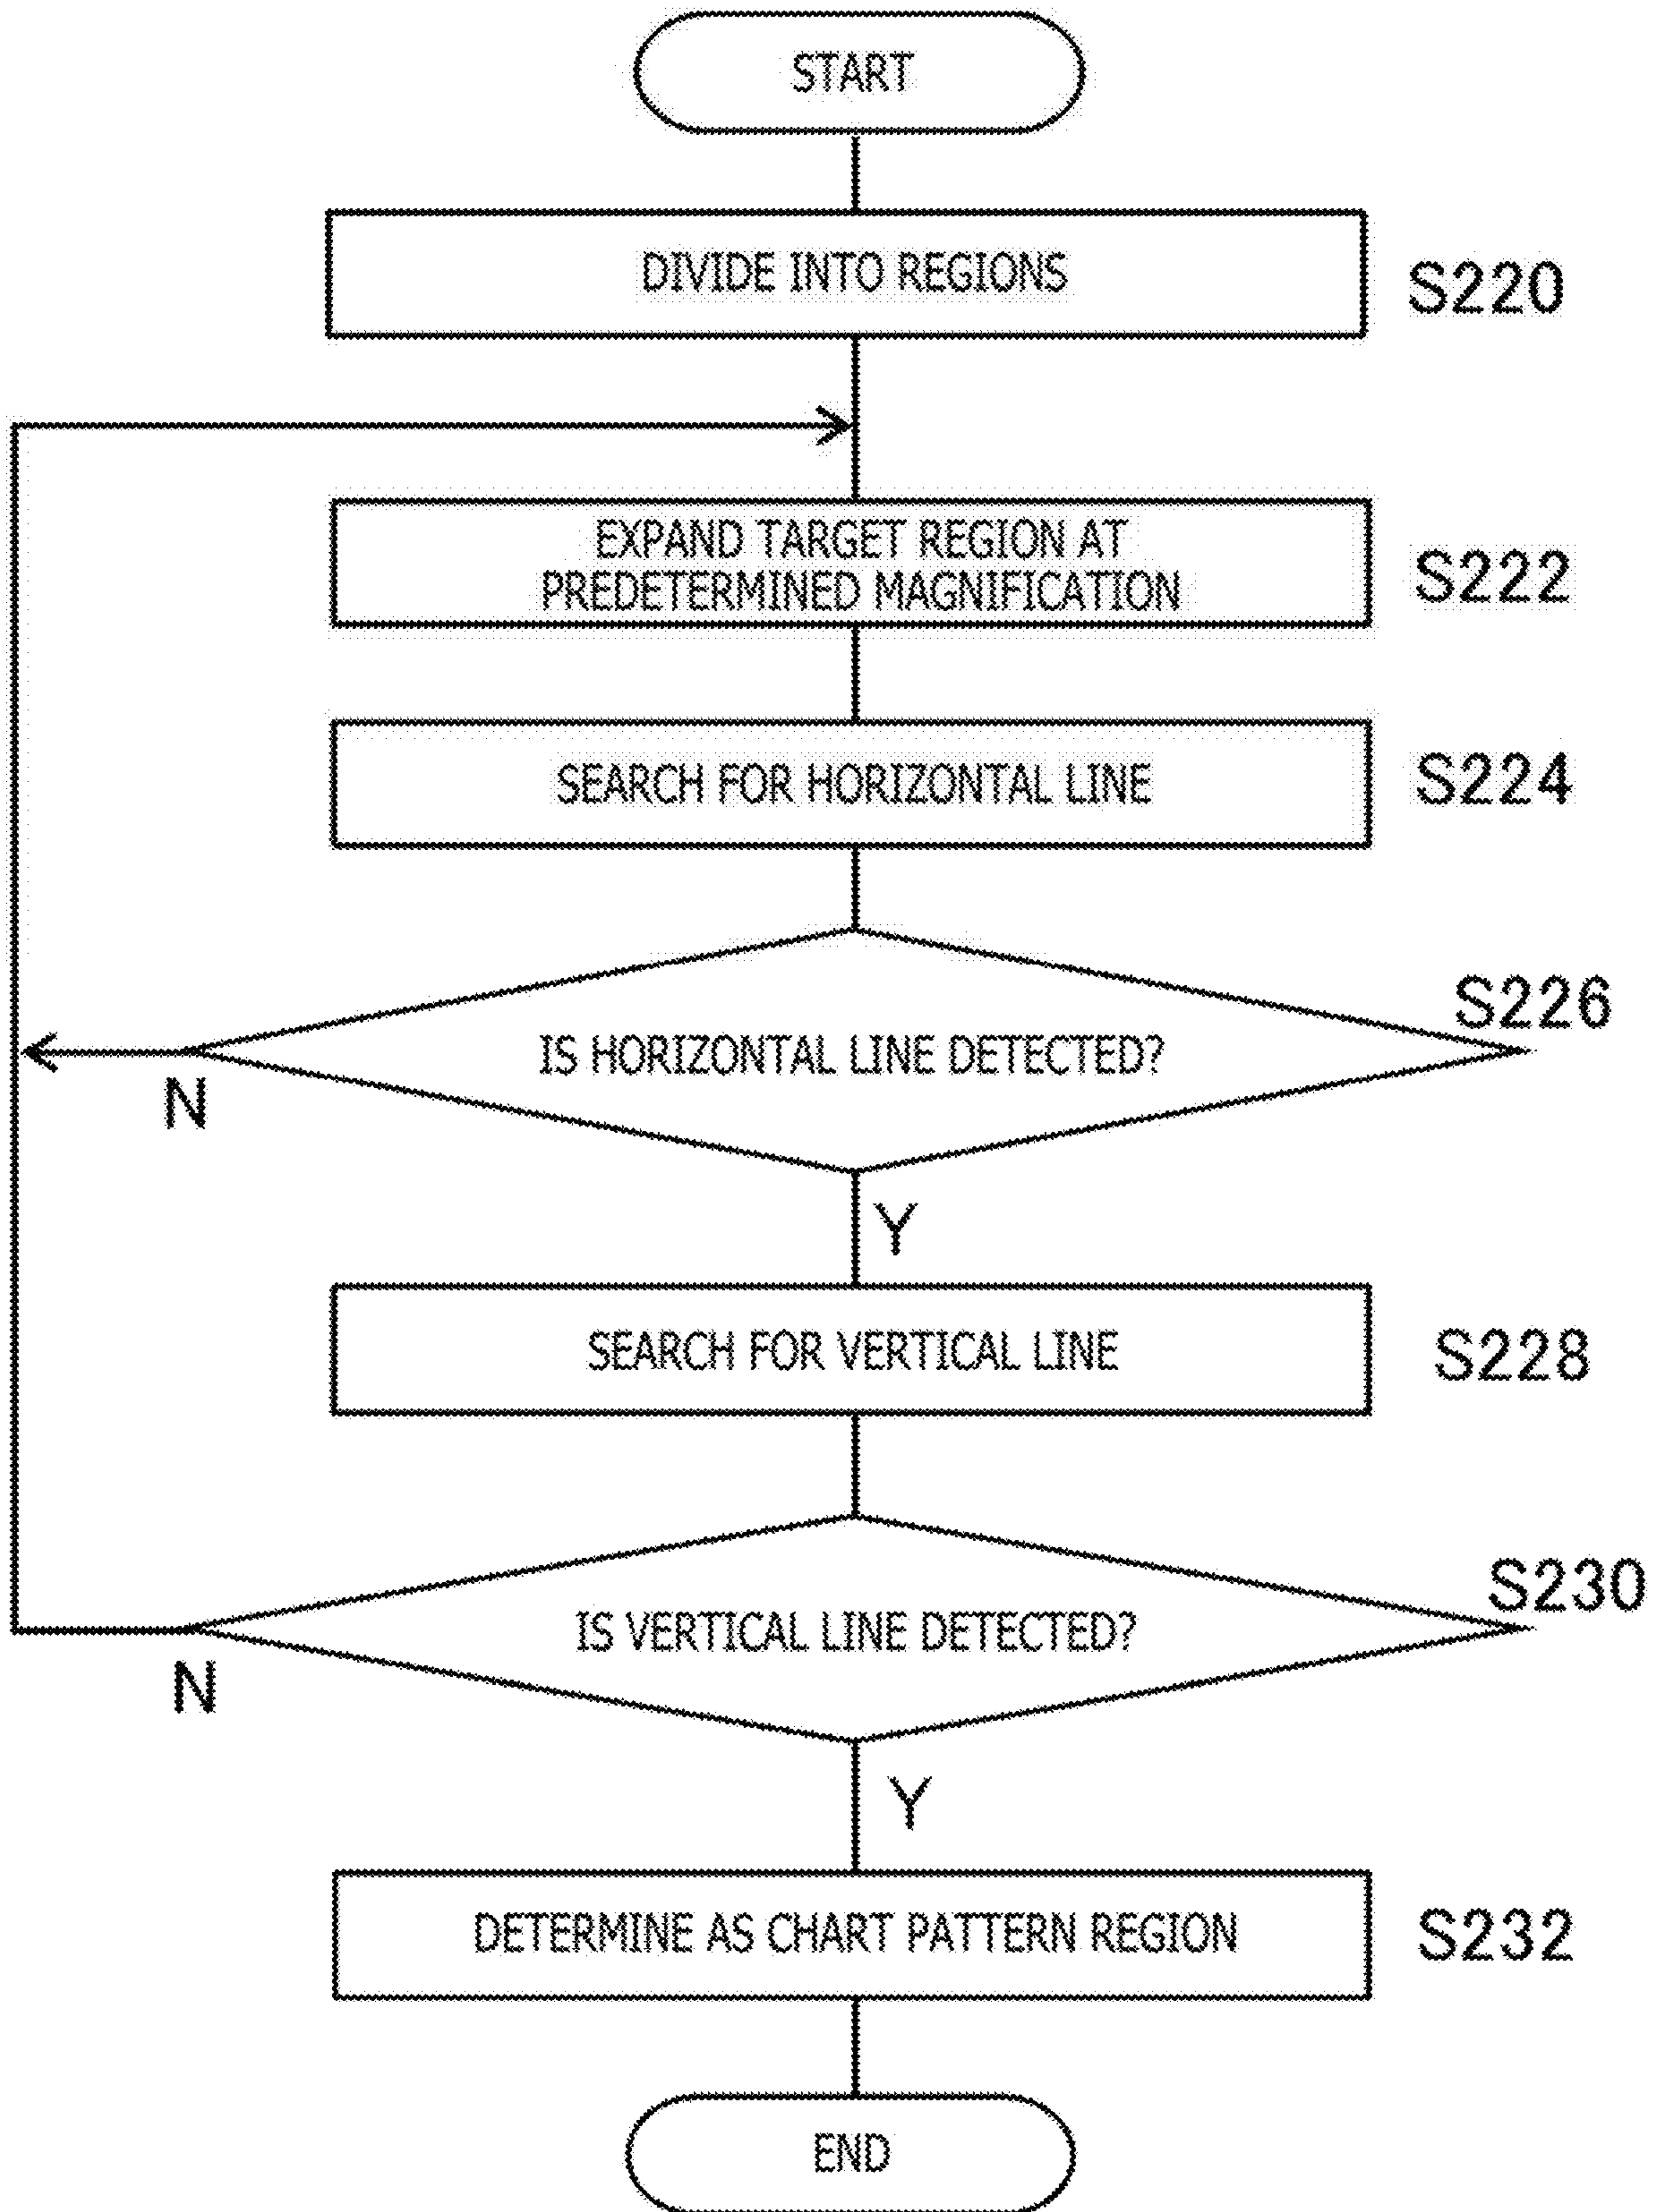 START
DIVIDE INTO REGIONS
S220
EXPAND TARGET REGION AT
PREDETERMINED MAGNIFICATION
S222
SEARCH FOR HORIZONTAL LINE
S224
S226
IS HORIZONTAL LINE DETECTED?
N
Y
SEARCH FOR VERTICAL LINE
S228
S230
IS VERTICAL LINE DETECTED?
N
Y
DETERMINE AS CHART PATTERN REGION
S232
END